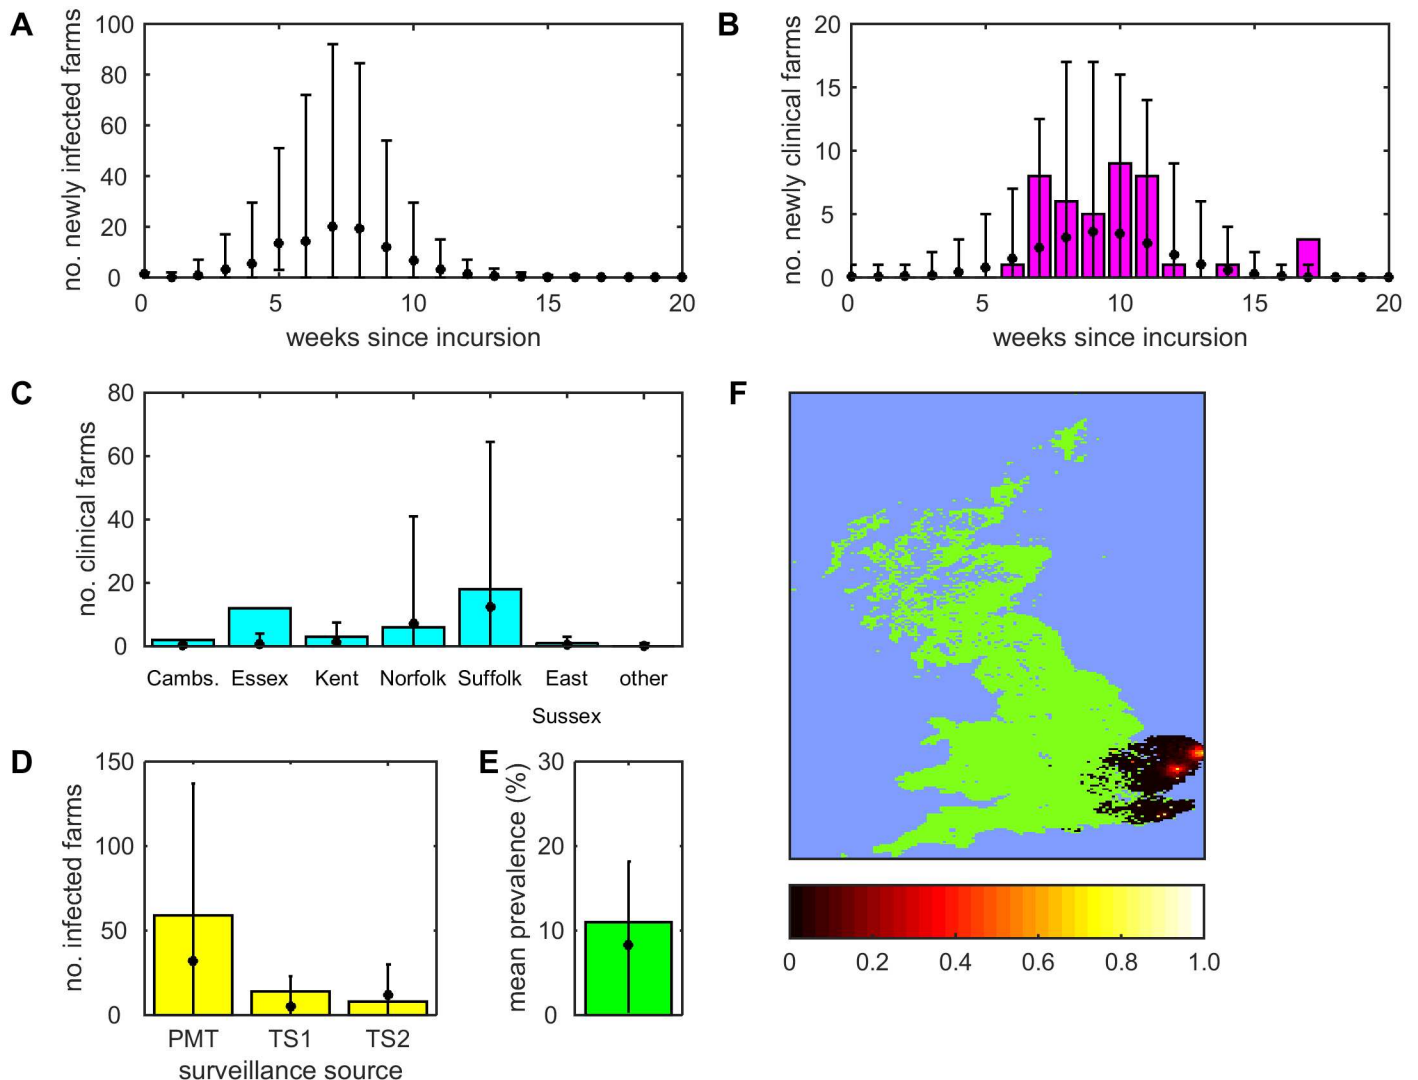 A
no. newly infected farms
100
80
60
40
20
0
0 5 10 15 20
weeks since incursion
B
no. newly clinical farms
20
15
10
5
0
0 5 10 15 20
weeks since incursion
C
no. clinical farms
80
60
40
20
0
Cambs. Essex Kent Norfolk Suffolk East other
Sussex
D
no. infected farms
150
100
50
0
PMT TS1 TS2
surveillance source
E
mean prevalence (%)
30
20
10
0
F
0 0.2 0.4 0.6 0.8 1.0